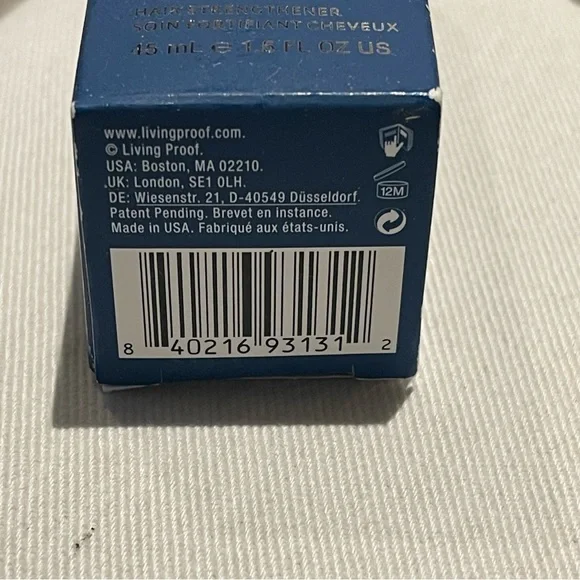 HAIR STRENGTHENER
SOIN FORTIFIANT CHEVEUX
45 mL ℮ 1.5 FL. OZ US
www.livingproof.com.
© Living Proof.
USA: Boston, MA 02210.
UK: London, SE1 0LH.
DE: Wiesenstr. 21, D-40549 Düsseldorf.
Patent Pending. Brevet en instance.
Made in USA. Fabriqué aux états-unis.
12M
8 40216 93131 2